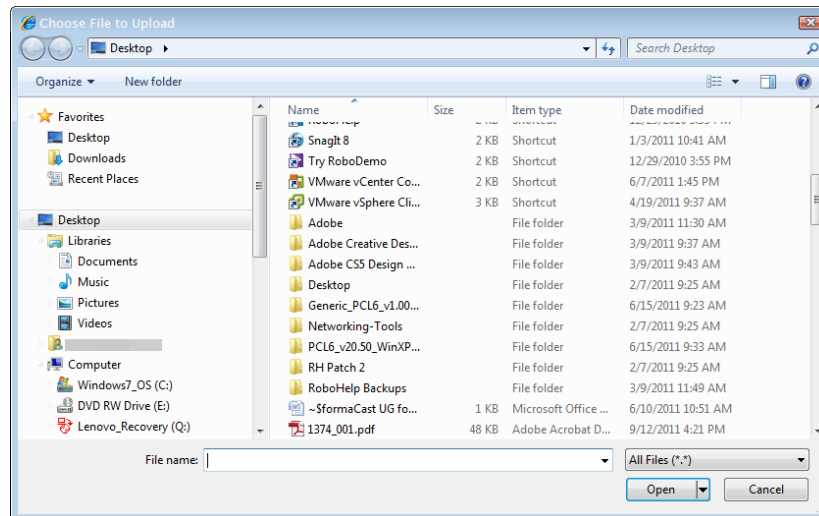 Choose File to Upload
Desktop
Search Desktop
Organize New folder
Favorites
Desktop
Downloads
Recent Places
Desktop
Libraries
Documents
Music
Pictures
Videos
Computer
Windows7_OS (C:)
DVD RW Drive (E:)
Lenovo_Recovery (Q:)
Name Size Item type Date modified
SnagIt 8 2 KB Shortcut 1/3/2011 10:41 AM
Try RoboDemo 2 KB Shortcut 12/29/2010 3:55 PM
VMware vCenter Co... 2 KB Shortcut 6/7/2011 1:45 PM
VMware vSphere Cli... 3 KB Shortcut 4/19/2011 9:37 AM
Adobe File folder 3/9/2011 11:30 AM
Adobe Creative Des... File folder 3/9/2011 9:37 AM
Adobe CS5 Design ... File folder 3/9/2011 9:43 AM
Desktop File folder 2/7/2011 9:25 AM
Generic_PCL6_v1.00... File folder 6/15/2011 9:23 AM
Networking-Tools File folder 2/7/2011 9:25 AM
PCL6_v20.50_WinXP... File folder 6/15/2011 9:33 AM
RH Patch 2 File folder 2/7/2011 9:25 AM
RoboHelp Backups File folder 3/9/2011 11:49 AM
~$formaCast UG fo... 1 KB Microsoft Office ... 6/10/2011 10:51 AM
1374_001.pdf 48 KB Adobe Acrobat D... 9/12/2011 4:21 PM
File name: All Files (*.*)
Open Cancel